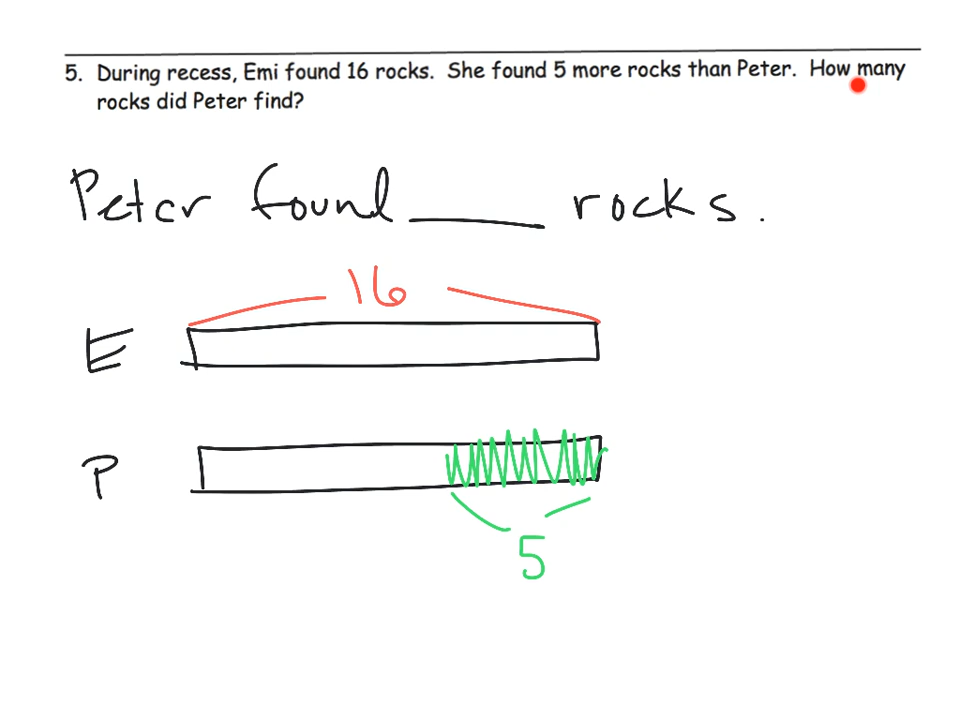 5. During recess, Emi found 16 rocks. She found 5 more rocks than Peter. How many
rocks did Peter find?
Peter found ____ rocks.
16
E
P
5